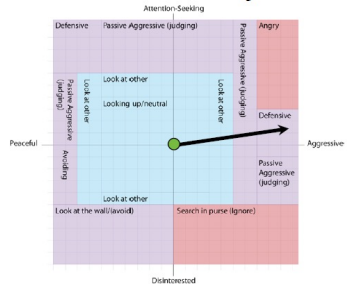 Attention-Seeking
Defensive
Passive Aggressive (judging)
Passive Aggressive (judging)
Angry
Look at other
Looking up/neutral
Look at other
Look at other
Passive Aggressive
(judging)
Avoiding
Defensive
Peaceful
Aggressive
Passive
Aggressive
(judging)
Look at other
Look at the wall/(avoid)
Search in purse (Ignore)
Disinterested